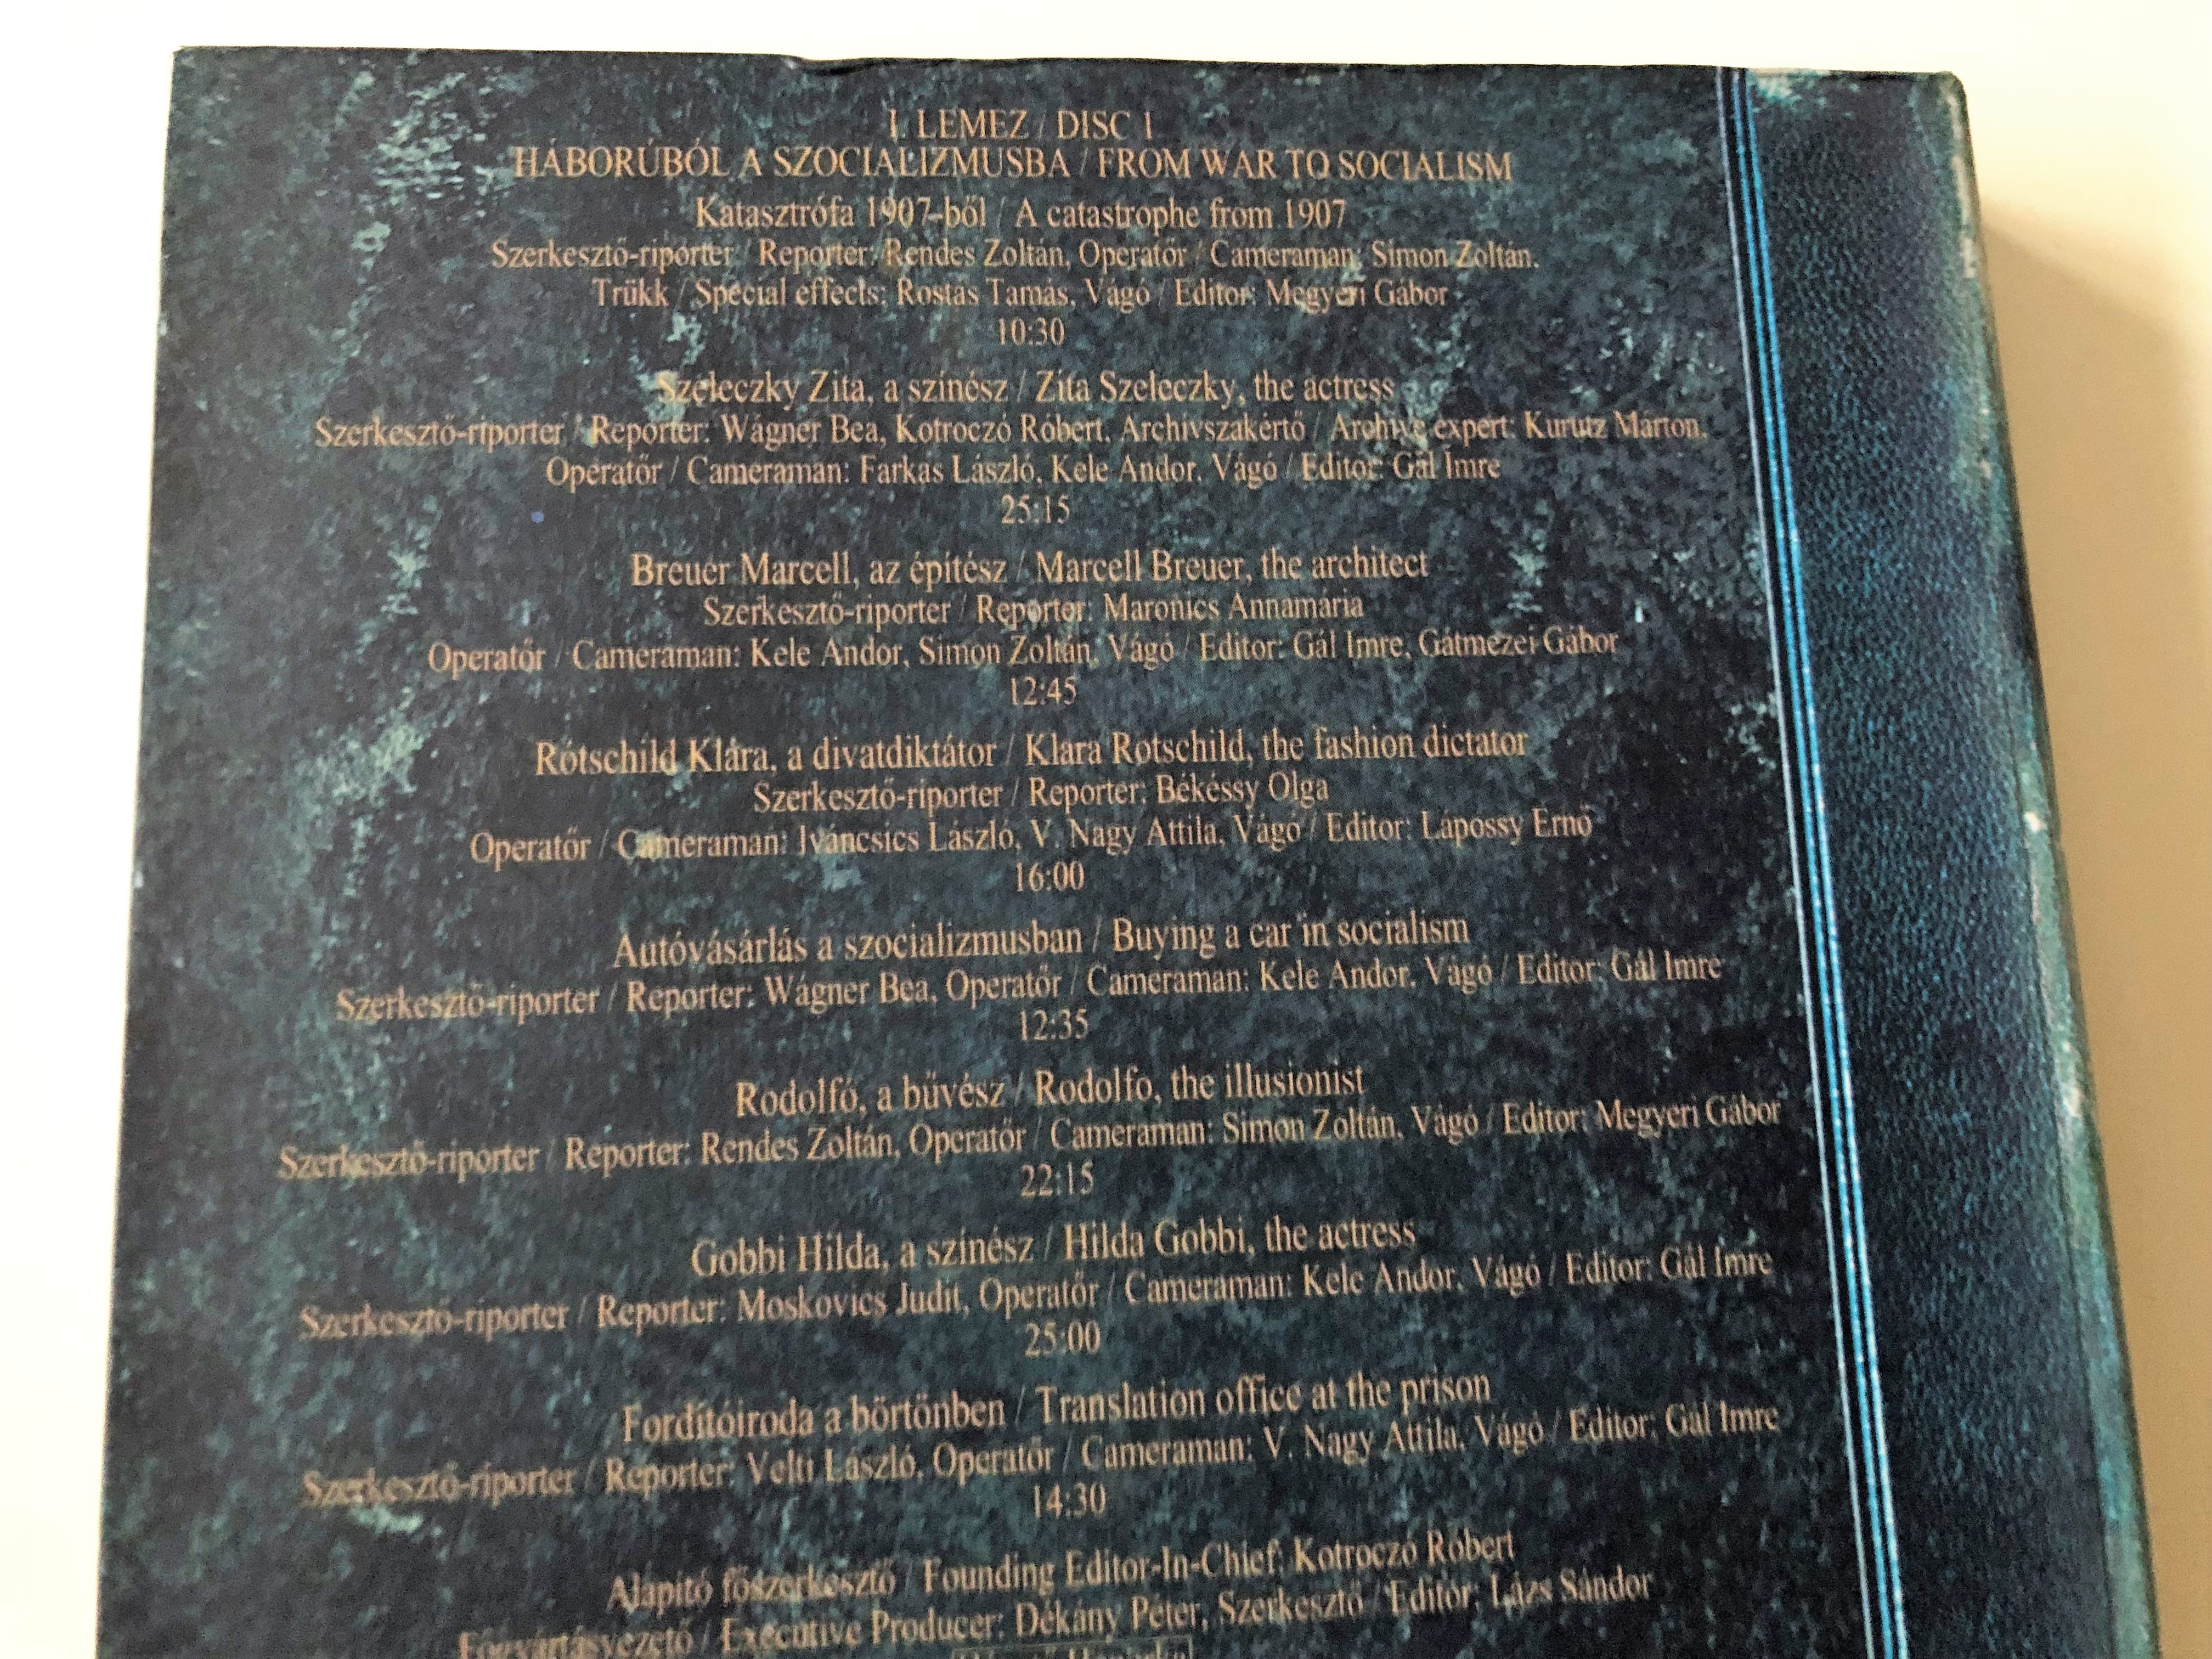 I. LEMEZ / DISC 1
HÁBORÚBÓL A SZOCIALIZMUSBA / FROM WAR TO SOCIALISM
Katasztrófa 1907-ből / A catastrophe from 1907
Szerkesztő-riporter / Reporter: Rendes Zoltán, Operatőr / Cameraman: Simon Zoltán,
Trükk / Special effects: Rostás Tamás, Vágó / Editor: Megyeri Gábor
10:30
Szeleczky Zita, a színész / Zita Szeleczky, the actress
Szerkesztő-riporter / Reporter: Wágner Bea, Kotroczó Róbert, Archívszakértő / Archive expert: Kurutz Márton,
Operatőr / Cameraman: Farkas László, Kele Andor, Vágó / Editor: Gál Imre
25:15
Breuer Marcell, az építész / Marcell Breuer, the architect
Szerkesztő-riporter / Reporter: Maronics Annamária
Operatőr / Cameraman: Kele Andor, Simon Zoltán, Vágó / Editor: Gál Imre, Gátmezei Gábor
12:45
Rotschild Klára, a divatdiktátor / Klara Rotschild, the fashion dictator
Szerkesztő-riporter / Reporter: Békéssy Olga
Operatőr / Cameraman: Iváncsics László, V. Nagy Attila, Vágó / Editor: Lápossy Ernő
16:00
Autóvásárlás a szocializmusban / Buying a car in socialism
Szerkesztő-riporter / Reporter: Wágner Bea, Operatőr / Cameraman: Kele Andor, Vágó / Editor: Gál Imre
12:35
Rodolfó, a bűvész / Rodolfo, the illusionist
Szerkesztő-riporter / Reporter: Rendes Zoltán, Operatőr / Cameraman: Simon Zoltán, Vágó / Editor: Megyeri Gábor
22:15
Gobbi Hilda, a színész / Hilda Gobbi, the actress
Szerkesztő-riporter / Reporter: Moskovics Judit, Operatőr / Cameraman: Kele Andor, Vágó / Editor: Gál Imre
25:00
Fordítóiroda a börtönben / Translation office at the prison
Szerkesztő-riporter / Reporter: Velti László, Operatőr / Cameraman: V. Nagy Attila, Vágó / Editor: Gál Imre
14:30
Alapító főszerkesztő / Founding Editor-In-Chief: Kotroczó Róbert
Főgyártásvezető / Executive Producer: Dékány Péter, Szerkesztő / Editor: Lázs Sándor